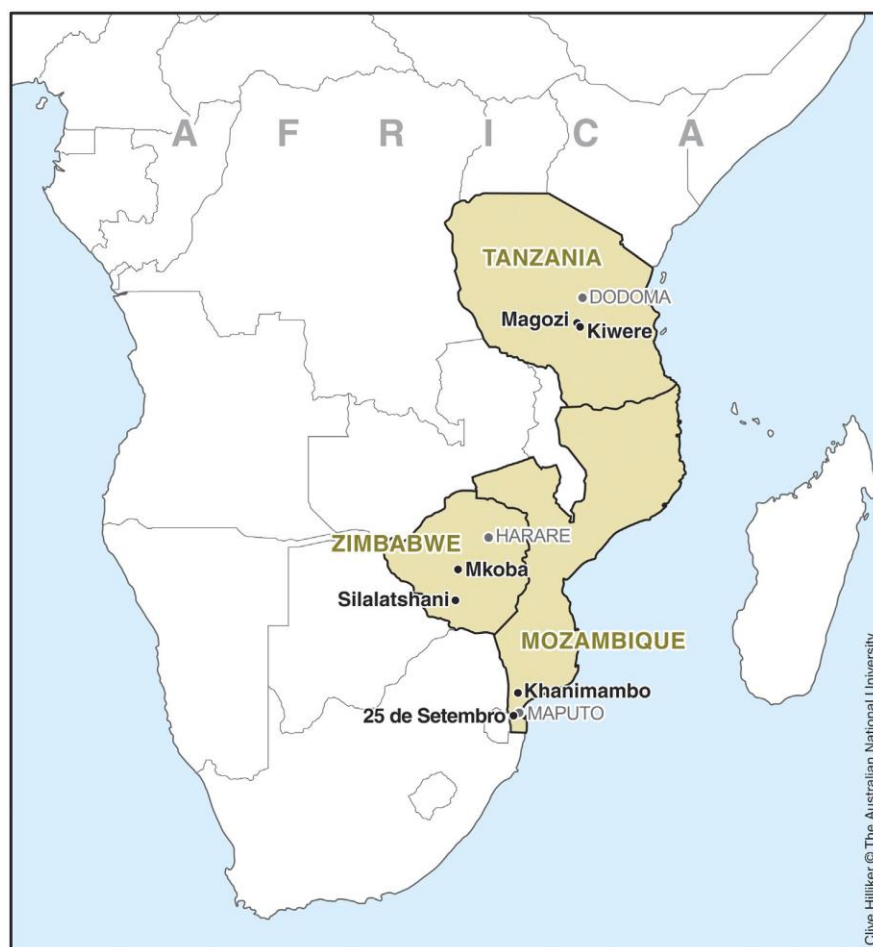 AFRICA
TANZANIA
DODOMA
Magozi
Kiwere
HARARE
ZIMBABWE
Mkoba
Silalatshani
MOZAMBIQUE
Khanimambo
25 de Setembro
MAPUTO
Clive Hilliker © The Australian National University